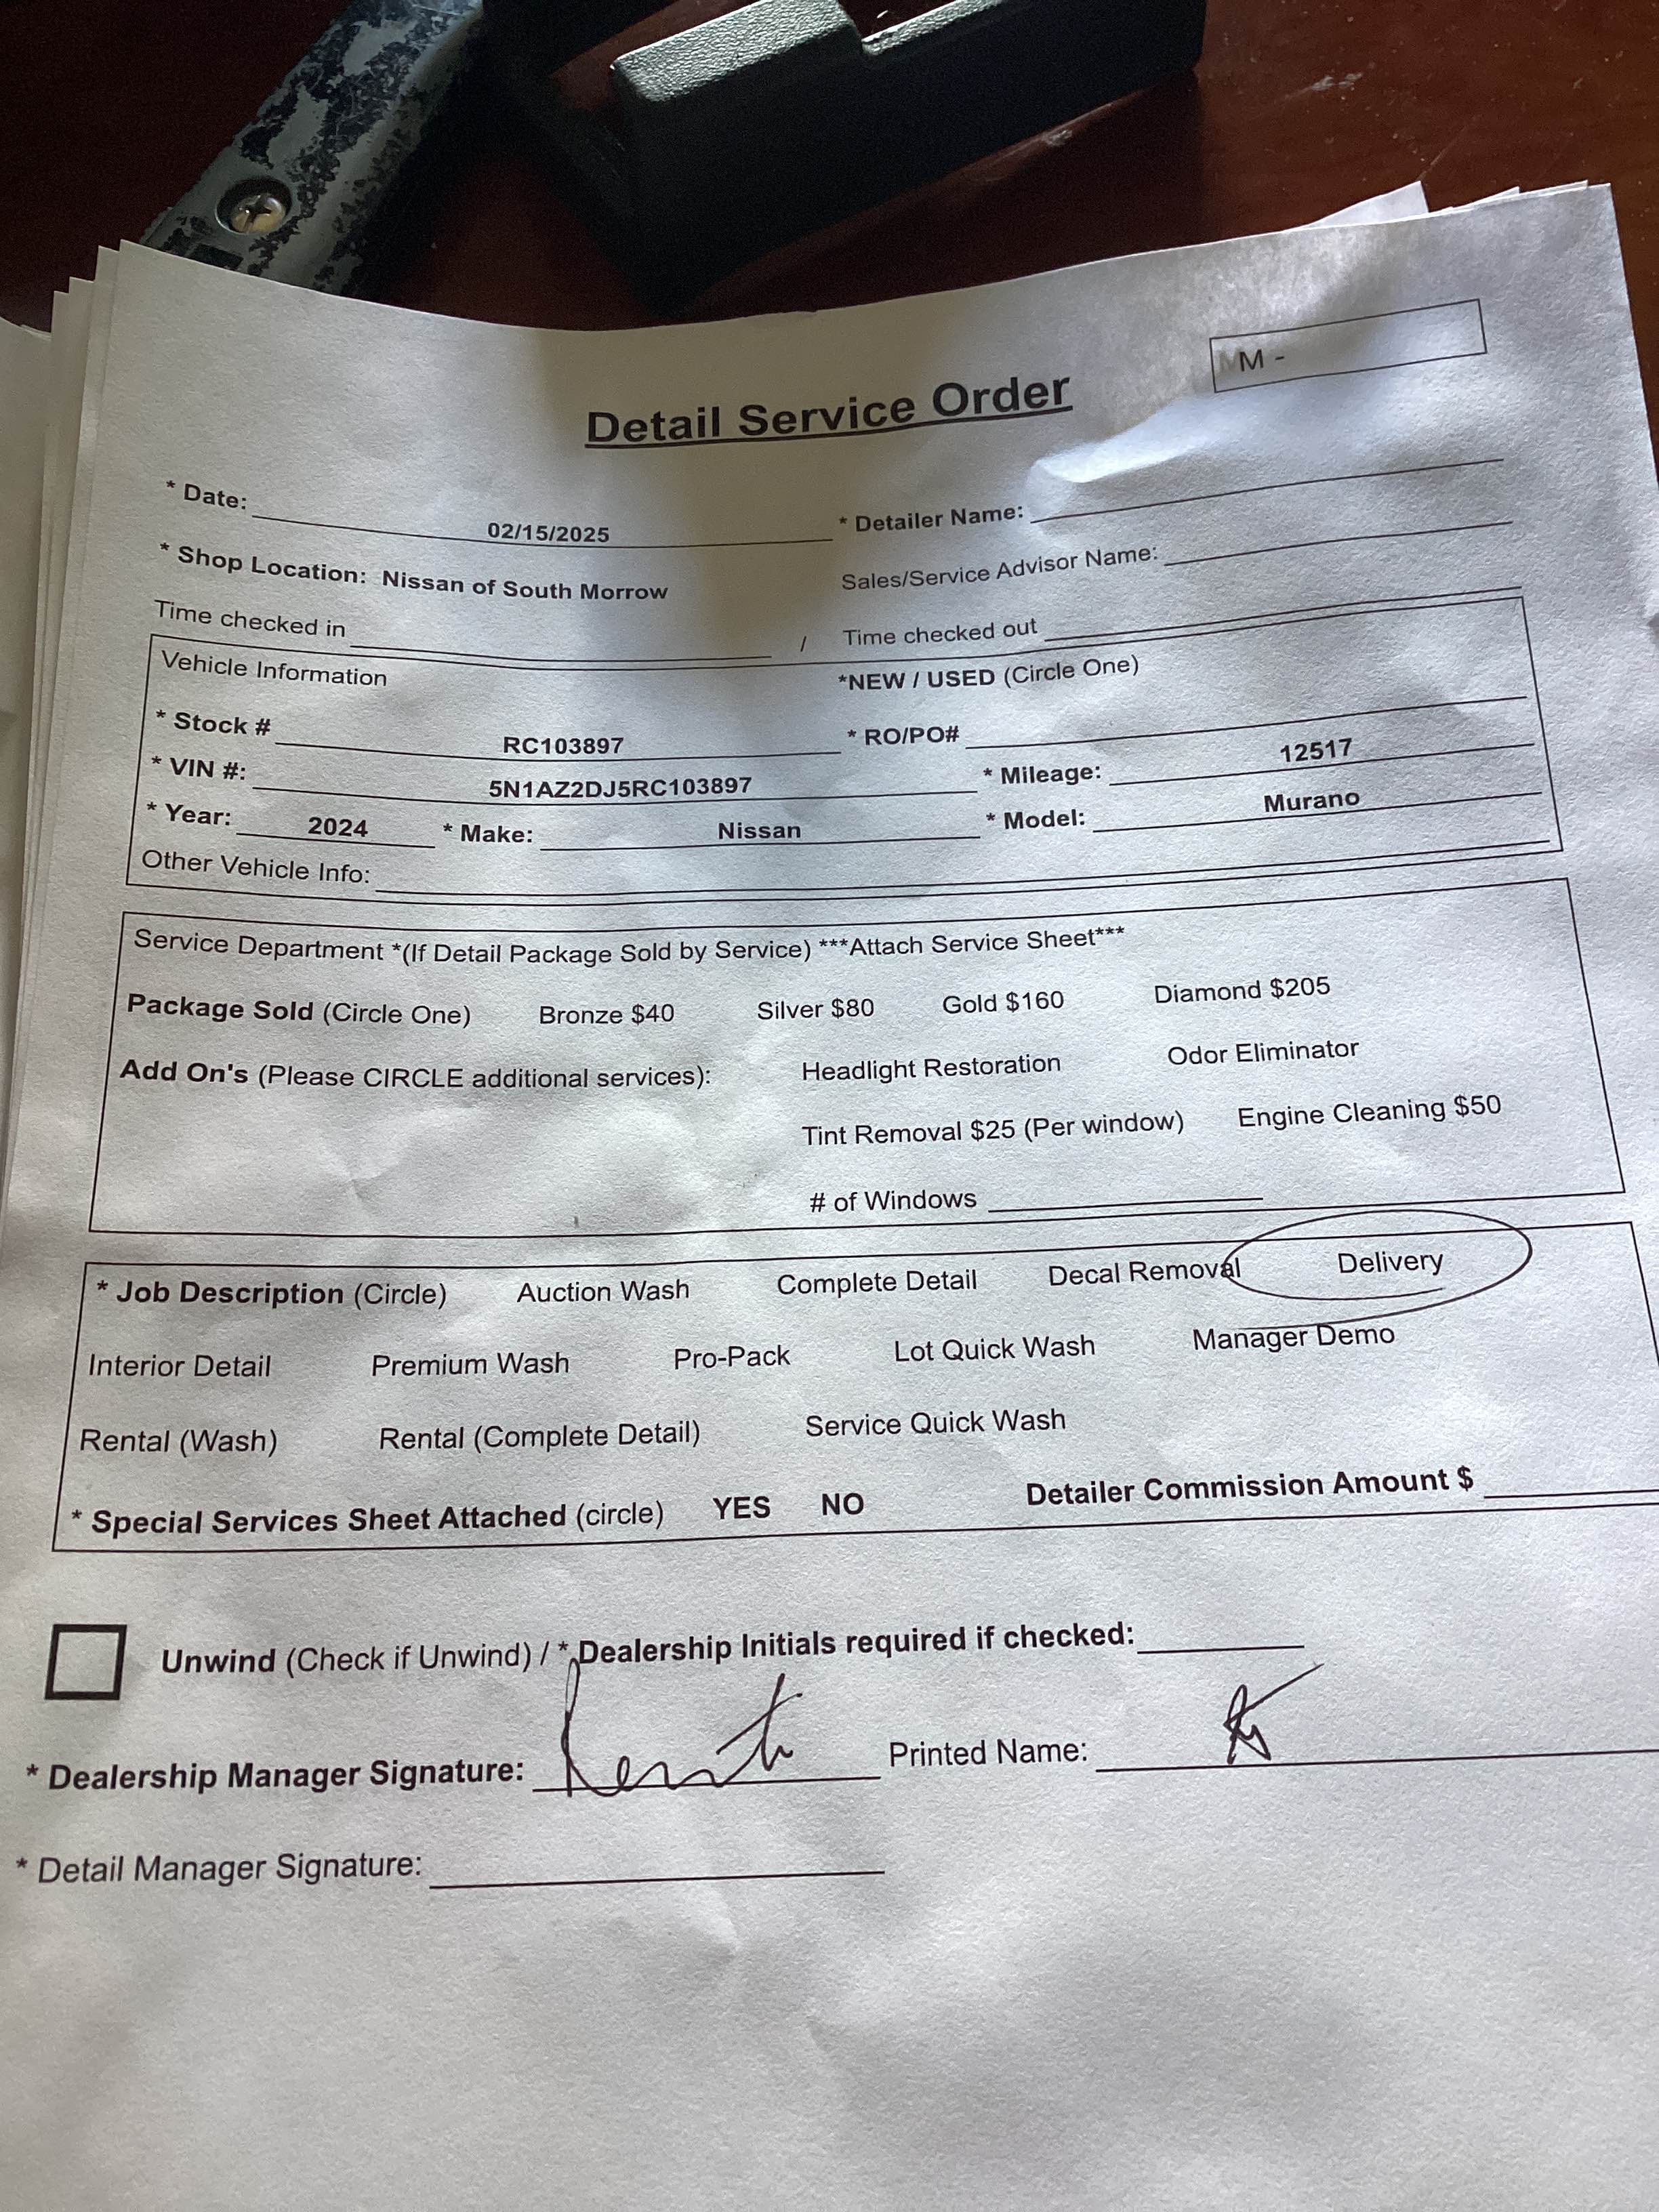 M -
Detail Service Order
* Date: 02/15/2025 * Detailer Name:
* Shop Location: Nissan of South Morrow Sales/Service Advisor Name:
Time checked in / Time checked out
Vehicle Information *NEW / USED (Circle One)
* Stock # RC103897 * RO/PO#
* VIN #: 5N1AZ2DJ5RC103897 * Mileage: 12517
* Year: 2024 * Make: Nissan * Model: Murano
Other Vehicle Info:
Service Department *(If Detail Package Sold by Service) ***Attach Service Sheet***
Package Sold (Circle One) Bronze $40 Silver $80 Gold $160 Diamond $205
Add On's (Please CIRCLE additional services): Headlight Restoration Odor Eliminator
Tint Removal $25 (Per window) Engine Cleaning $50
# of Windows
* Job Description (Circle) Auction Wash Complete Detail Decal Removal Delivery
Interior Detail Premium Wash Pro-Pack Lot Quick Wash Manager Demo
Rental (Wash) Rental (Complete Detail) Service Quick Wash
* Special Services Sheet Attached (circle) YES NO Detailer Commission Amount $
Unwind (Check if Unwind) / * Dealership Initials required if checked:
* Dealership Manager Signature: Printed Name:
* Detail Manager Signature: